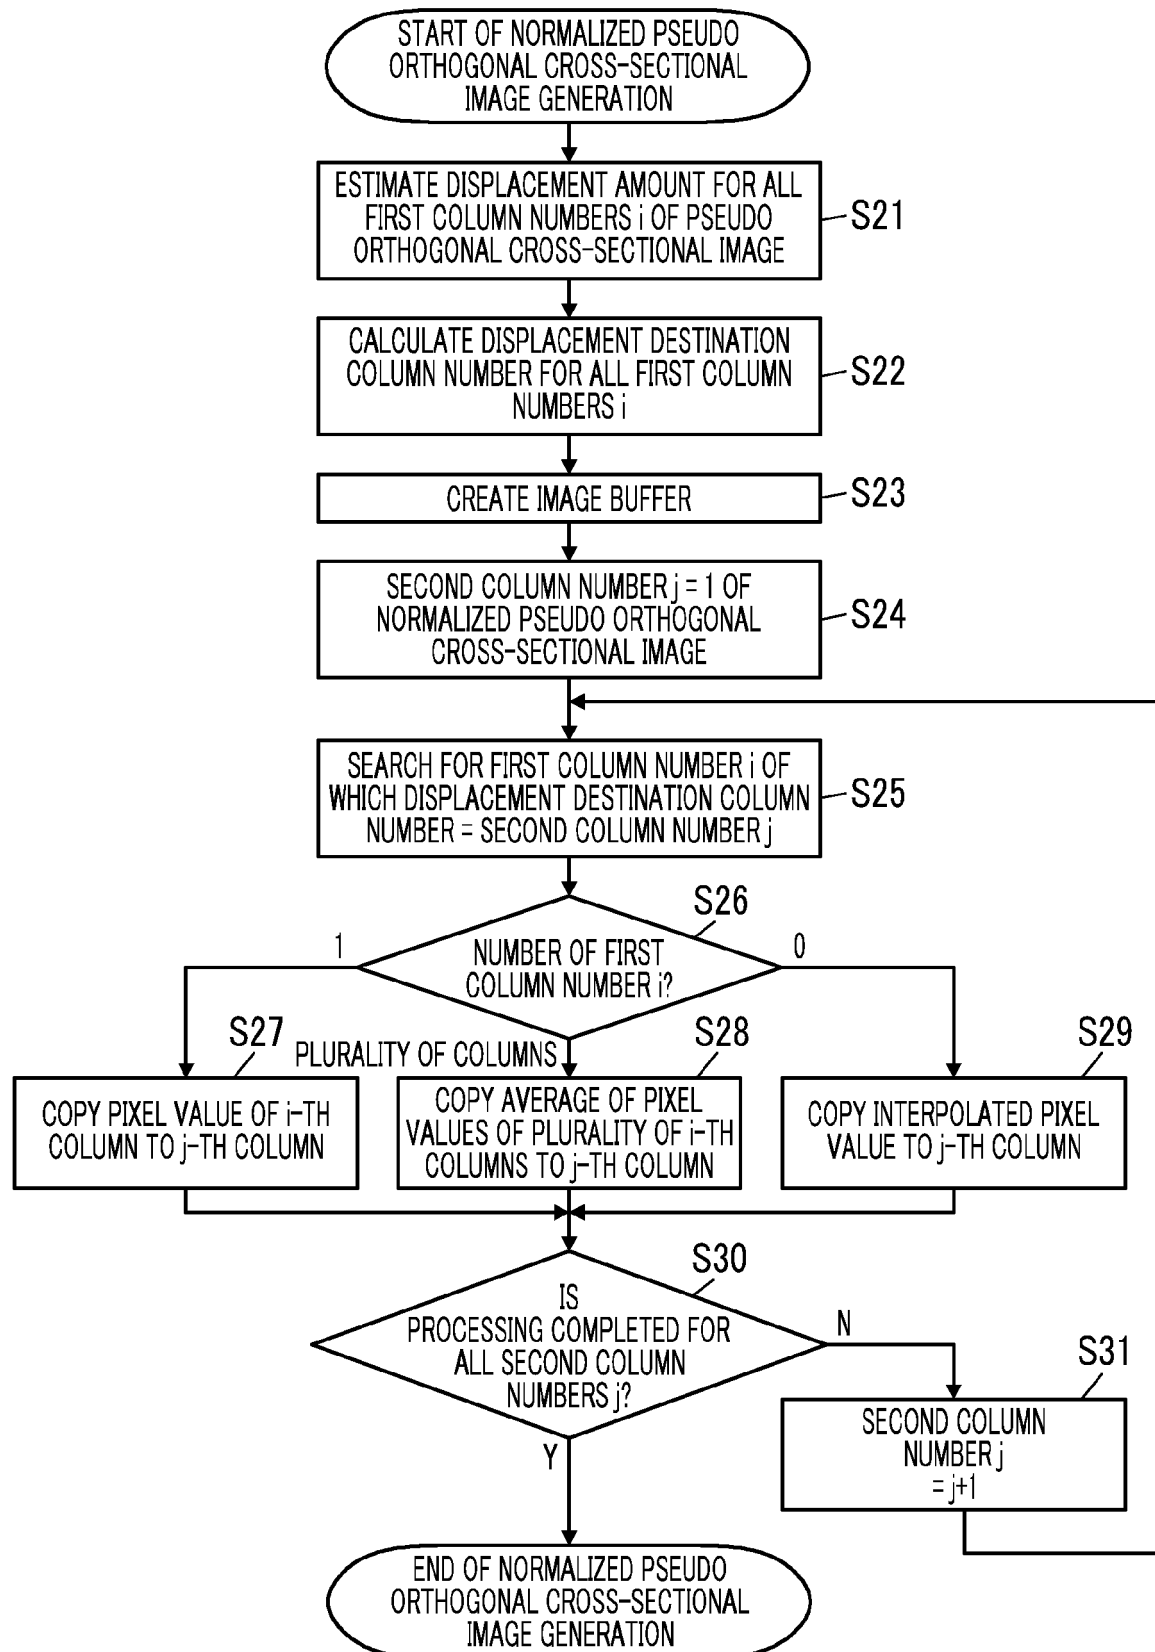 START OF NORMALIZED PSEUDO
ORTHOGONAL CROSS-SECTIONAL
IMAGE GENERATION
ESTIMATE DISPLACEMENT AMOUNT FOR ALL
FIRST COLUMN NUMBERS i OF PSEUDO
ORTHOGONAL CROSS-SECTIONAL IMAGE
S21
CALCULATE DISPLACEMENT DESTINATION
COLUMN NUMBER FOR ALL FIRST COLUMN
NUMBERS i
S22
CREATE IMAGE BUFFER
S23
SECOND COLUMN NUMBER j = 1 OF
NORMALIZED PSEUDO ORTHOGONAL
CROSS-SECTIONAL IMAGE
S24
SEARCH FOR FIRST COLUMN NUMBER i OF
WHICH DISPLACEMENT DESTINATION COLUMN
NUMBER = SECOND COLUMN NUMBER j
S25
S26
1
0
NUMBER OF FIRST
COLUMN NUMBER i?
S27
PLURALITY OF COLUMNS
S28
S29
COPY PIXEL VALUE OF i-TH
COLUMN TO j-TH COLUMN
COPY AVERAGE OF PIXEL
VALUES OF PLURALITY OF i-TH
COLUMNS TO j-TH COLUMN
COPY INTERPOLATED PIXEL
VALUE TO j-TH COLUMN
S30
IS
PROCESSING COMPLETED FOR
ALL SECOND COLUMN
NUMBERS j?
N
Y
S31
SECOND COLUMN
NUMBER j
= j+1
END OF NORMALIZED PSEUDO
ORTHOGONAL CROSS-SECTIONAL
IMAGE GENERATION